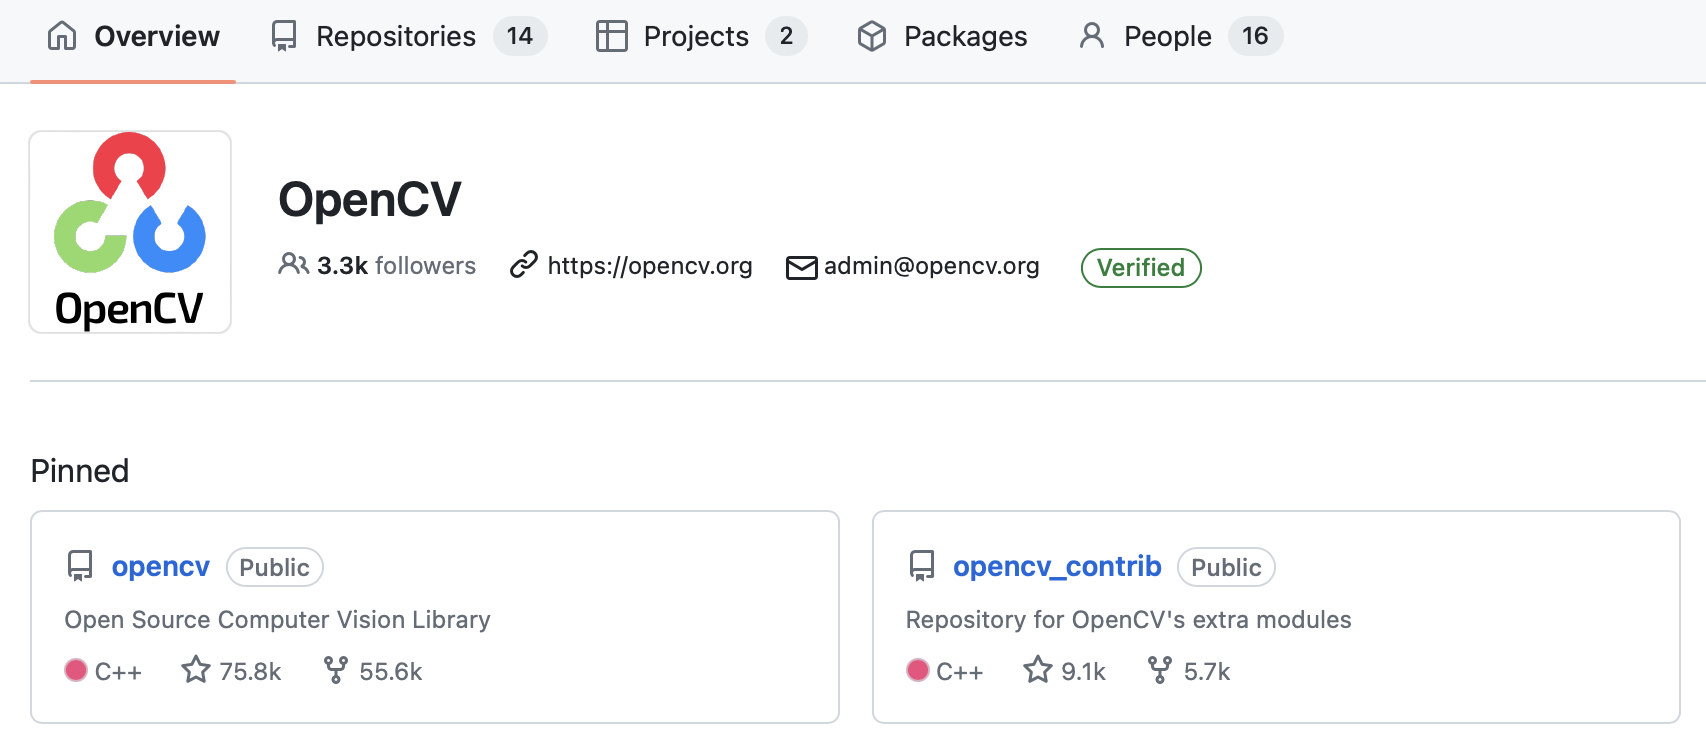 Overview Repositories 14 Projects 2 Packages People 16
OpenCV
OpenCV
3.3k followers https://opencv.org admin@opencv.org Verified
Pinned
opencv Public
Open Source Computer Vision Library
C++ 75.8k 55.6k
opencv_contrib Public
Repository for OpenCV's extra modules
C++ 9.1k 5.7k